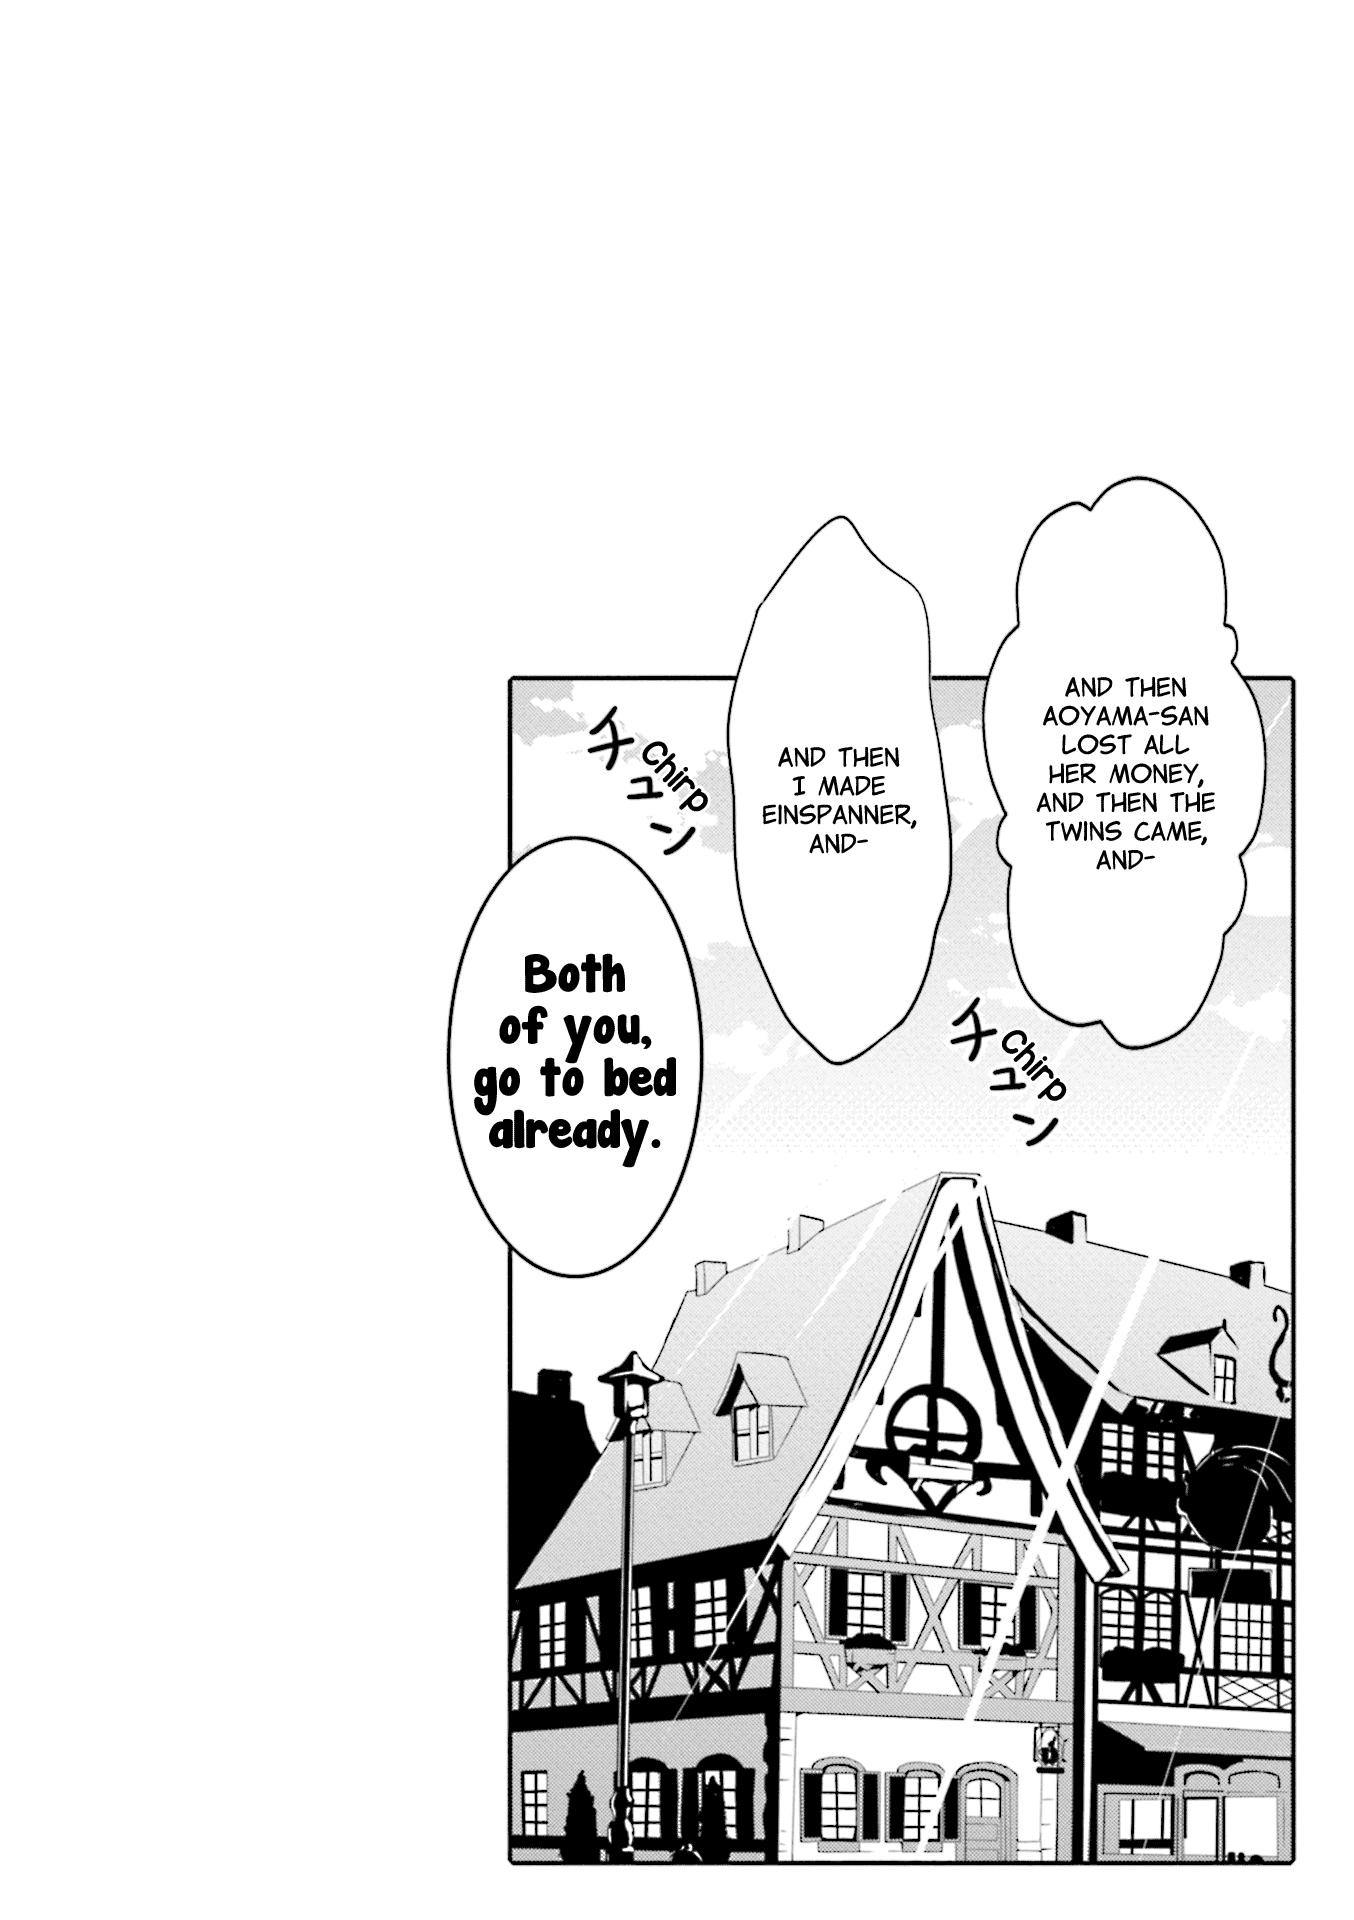 AND THEN
AOYAMA-SAN
LOST ALL
HER MONEY,
AND THEN THE
TWINS CAME,
AND-
AND THEN
I MADE
EINSPANNER,
AND-
チュン
Chirp
チュン
Chirp
Both
of you,
go to bed
already.